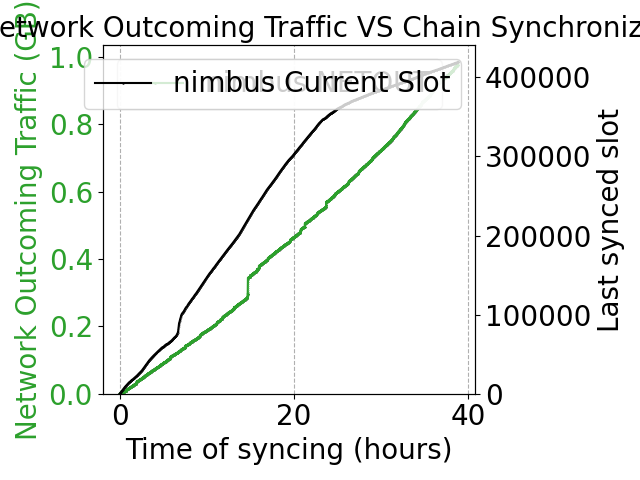 etwork Outcoming Traffic VS Chain Synchroniz
Network Outcoming Traffic (GB)
1.0
0.8
0.6
0.4
0.2
0.0
nimbus Current Slot
400000
300000
200000
100000
0
Last synced slot
0 20 40
Time of syncing (hours)